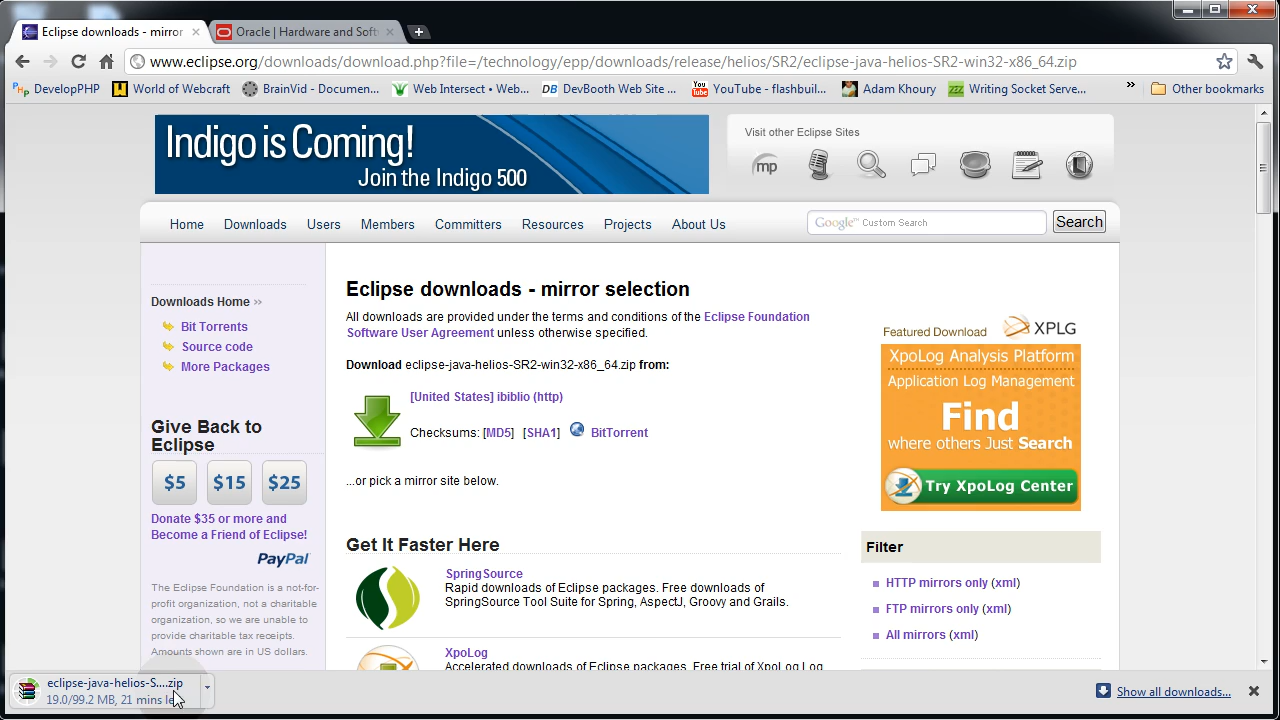 Eclipse downloads - mirror
Oracle | Hardware and Soft
www.eclipse.org/downloads/download.php?file=/technology/epp/downloads/release/helios/SR2/eclipse-java-helios-SR2-win32-x86_64.zip
DevelopPHP
World of Warcraft
BrainVid - Documen...
Web Intersect • Web...
DB DevBooth Web Site ...
YouTube - flashbuil...
Adam Khoury
Writing Socket Serve...
Other bookmarks
Indigo is Coming!
Join the Indigo 500
Visit other Eclipse Sites
mp
Home Downloads Users Members Committers Resources Projects About Us
Google™ Custom Search
Search
Downloads Home »
Bit Torrents
Source code
More Packages
Give Back to
Eclipse
$5 $15 $25
Donate $35 or more and
Become a Friend of Eclipse!
PayPal
The Eclipse Foundation is a not-for-
profit organization, not a charitable
organization, so we are unable to
provide charitable tax receipts.
Amounts shown are in US dollars.
Eclipse downloads - mirror selection
All downloads are provided under the terms and conditions of the Eclipse Foundation
Software User Agreement unless otherwise specified.
Download eclipse-java-helios-SR2-win32-x86_64.zip from:
[United States] ibiblio (http)
Checksums: [MD5] [SHA1] BitTorrent
...or pick a mirror site below.
Get It Faster Here
SpringSource
Rapid downloads of Eclipse packages. Free downloads of
SpringSource Tool Suite for Spring, AspectJ, Groovy and Grails.
XpoLog
Accelerated downloads of Eclipse packages. Free trial of XpoLog Log
Featured Download
XPLG
XpoLog Analysis Platform
Application Log Management
Find
where others Just Search
Try XpoLog Center
Filter
HTTP mirrors only (xml)
FTP mirrors only (xml)
All mirrors (xml)
eclipse-java-helios-S....zip
19.0/99.2 MB, 21 mins
Show all downloads...